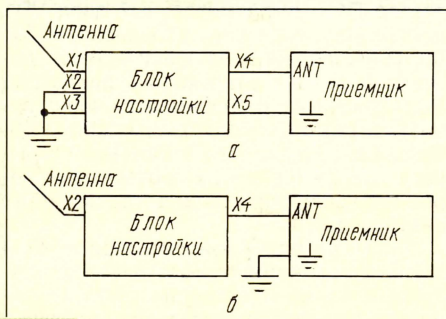 Антенна
X1
X2
X3
Блок
настройки
X4
X5
ANT
Приемник
а
Антенна
X2
Блок
настройки
X4
ANT
Приемник
б